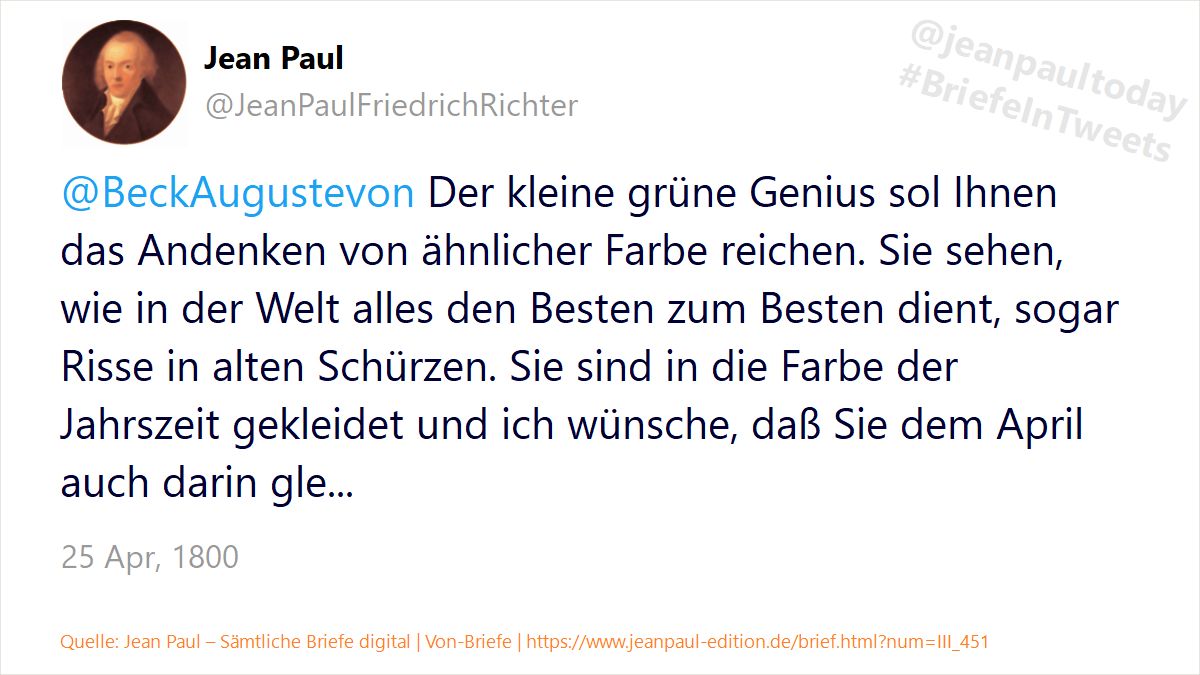 Jean Paul
@JeanPaulFriedrichRichter
@jeanpaultoday
#BriefeInTweets
@BeckAugustevon Der kleine grüne Genius sol Ihnen
das Andenken von ähnlicher Farbe reichen. Sie sehen,
wie in der Welt alles den Besten zum Besten dient, sogar
Risse in alten Schürzen. Sie sind in die Farbe der
Jahrszeit gekleidet und ich wünsche, daß Sie dem April
auch darin gle...
25 Apr, 1800
Quelle: Jean Paul – Sämtliche Briefe digital | Von-Briefe | https://www.jeanpaul-edition.de/brief.html?num=III_451